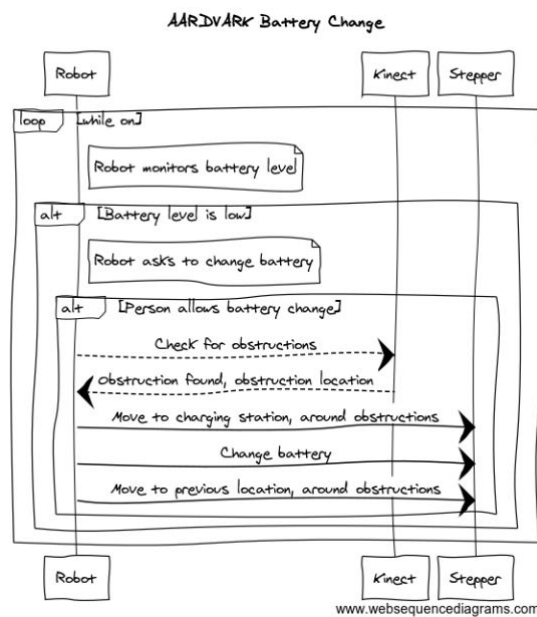 AARDVARK Battery Change
Robot
Kinect
Stepper
loop [while on]
Robot monitors battery level
alt [Battery level is low]
Robot asks to change battery
alt [Person allows battery change]
Check for obstructions
Obstruction found, obstruction location
Move to charging station, around obstructions
Change battery
Move to previous location, around obstructions
Robot
Kinect
Stepper
www.websequencediagrams.com